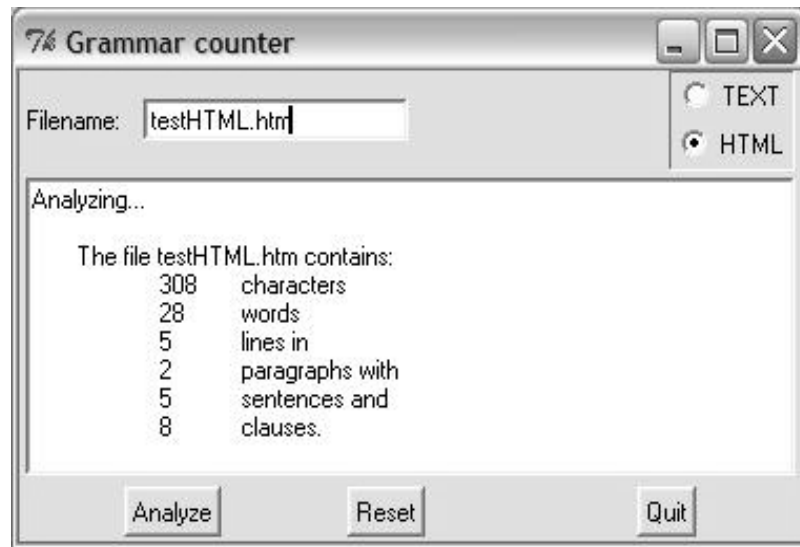 Grammar counter
Filename: testHTML.htm
TEXT
HTML
Analyzing...
The file testHTML.htm contains:
308 characters
28 words
5 lines in
2 paragraphs with
5 sentences and
8 clauses.
Analyze Reset Quit